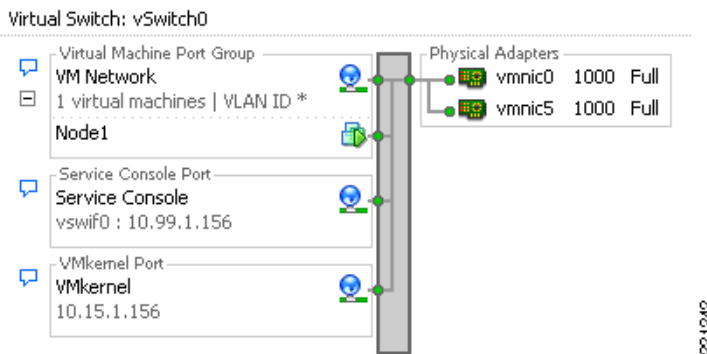 Virtual Switch: vSwitch0
Virtual Machine Port Group
VM Network
1 virtual machines | VLAN ID *
Node1
Service Console Port
Service Console
vswif0 : 10.99.1.156
VMkernel Port
VMkernel
10.15.1.156
Physical Adapters
vmnic0 1000 Full
vmnic5 1000 Full